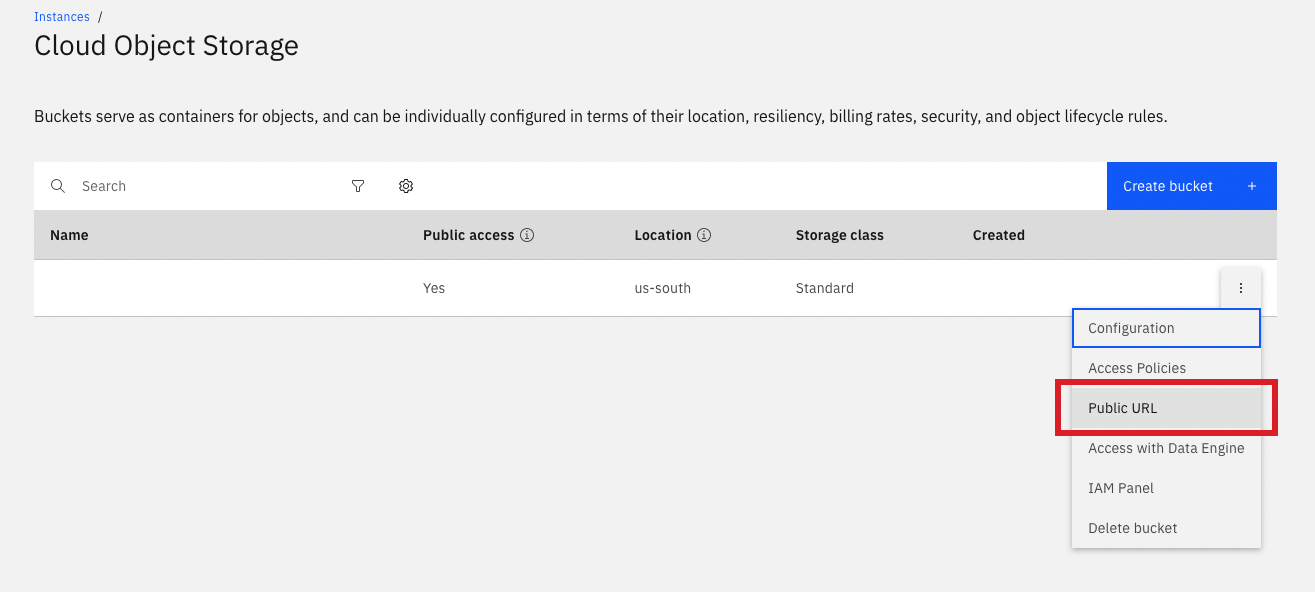 Instances /
Cloud Object Storage
Buckets serve as containers for objects, and can be individually configured in terms of their location, resiliency, billing rates, security, and object lifecycle rules.
Search
Create bucket +
Name Public access Location Storage class Created
Yes us-south Standard
Configuration
Access Policies
Public URL
Access with Data Engine
IAM Panel
Delete bucket